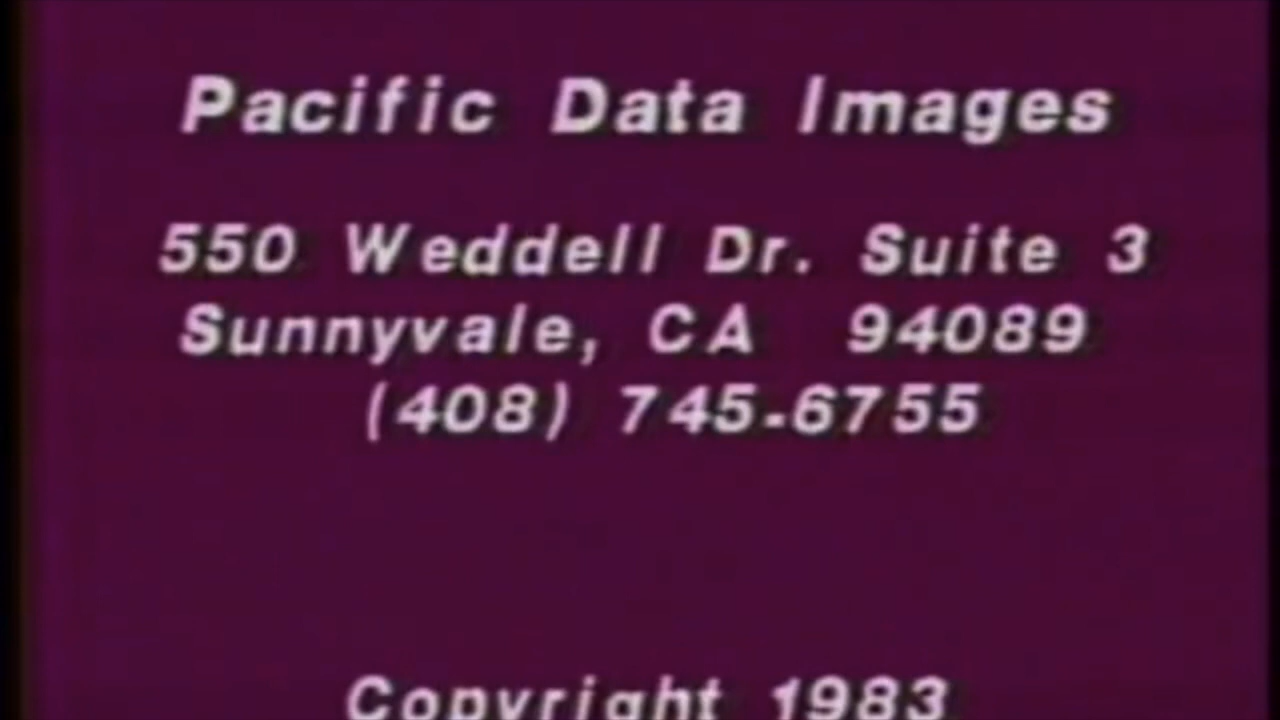 Pacific Data Images
550 Weddell Dr. Suite 3
Sunnyvale, CA 94089
(408) 745-6755
Copyright 1983